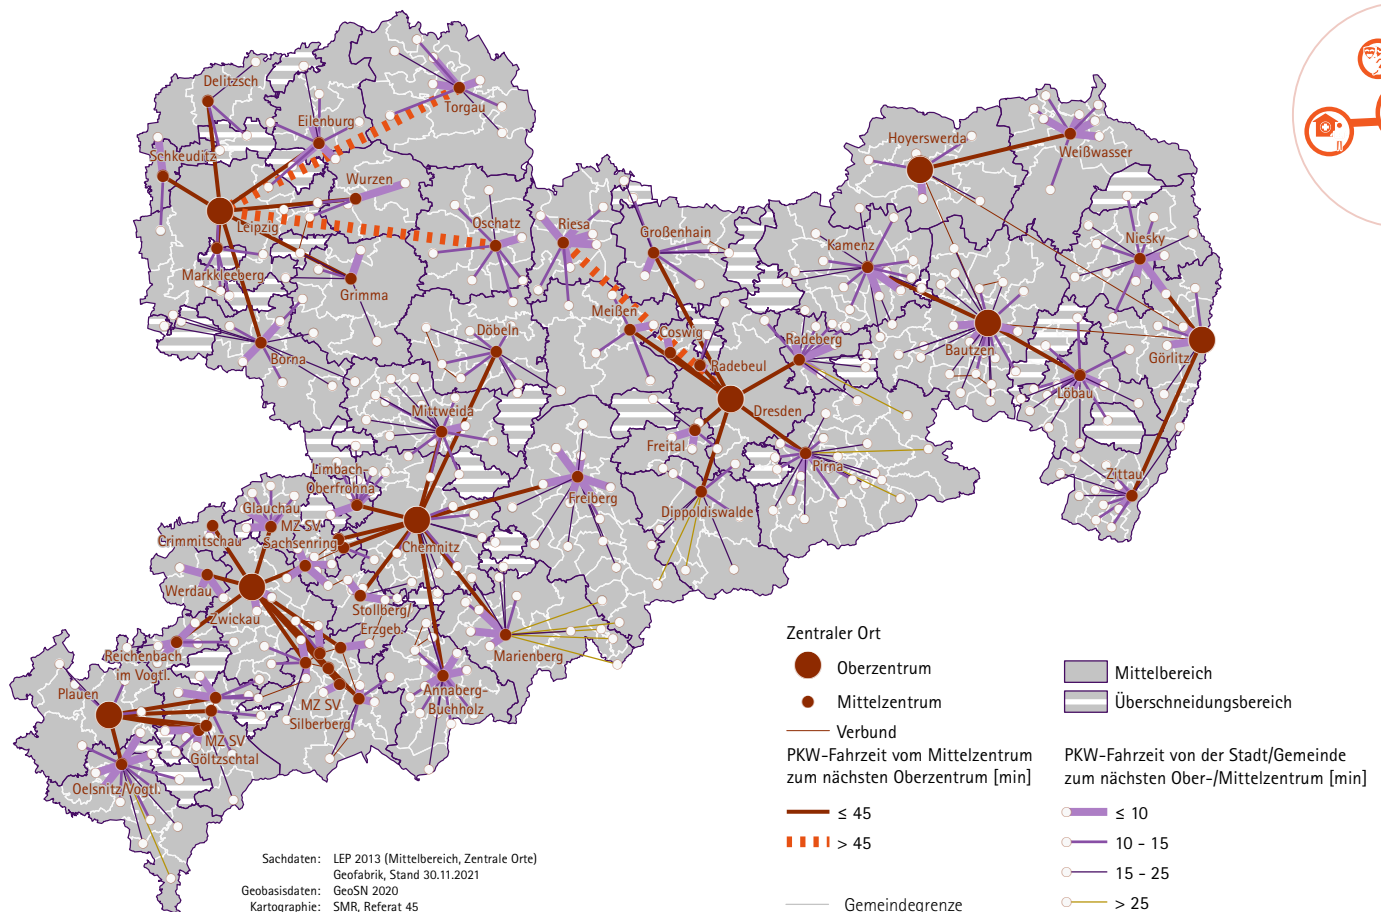 Delitzsch
Torgau
Eilenburg
Schkeuditz
Wurzen
Leipzig
Oschatz
Markkleeberg
Grimma
Borna
Döbeln
Riesa
Großenhain
Meißen
Coswig
Radebeul
Radeberg
Dresden
Freital
Pirna
Dippoldiswalde
Hoyerswerda
Weißwasser
Kamenz
Niesky
Bautzen
Görlitz
Löbau
Zittau
Mittweida
Limbach-
Oberfrohna
Freiberg
Glauchau
MZ SV
Sachsenring
Crimmitschau
Chemnitz
Werdau
Zwickau
Stollberg/
Erzgeb.
Reichenbach
im Vogtl.
Marienberg
Annaberg-
Buchholz
Plauen
MZ SV
Silberberg
MZ SV
Göltzschtal
Oelsnitz/Vogtl.
Zentraler Ort
Oberzentrum
Mittelzentrum
Verbund
PKW-Fahrzeit vom Mittelzentrum
zum nächsten Oberzentrum [min]
≤ 45
> 45
Gemeindegrenze
Mittelbereich
Überschneidungsbereich
PKW-Fahrzeit von der Stadt/Gemeinde
zum nächsten Ober-/Mittelzentrum [min]
≤ 10
10 - 15
15 - 25
> 25
Sachdaten: LEP 2013 (Mittelbereich, Zentrale Orte)
Geofabrik, Stand 30.11.2021
Geobasisdaten: GeoSN 2020
Kartographie: SMR, Referat 45